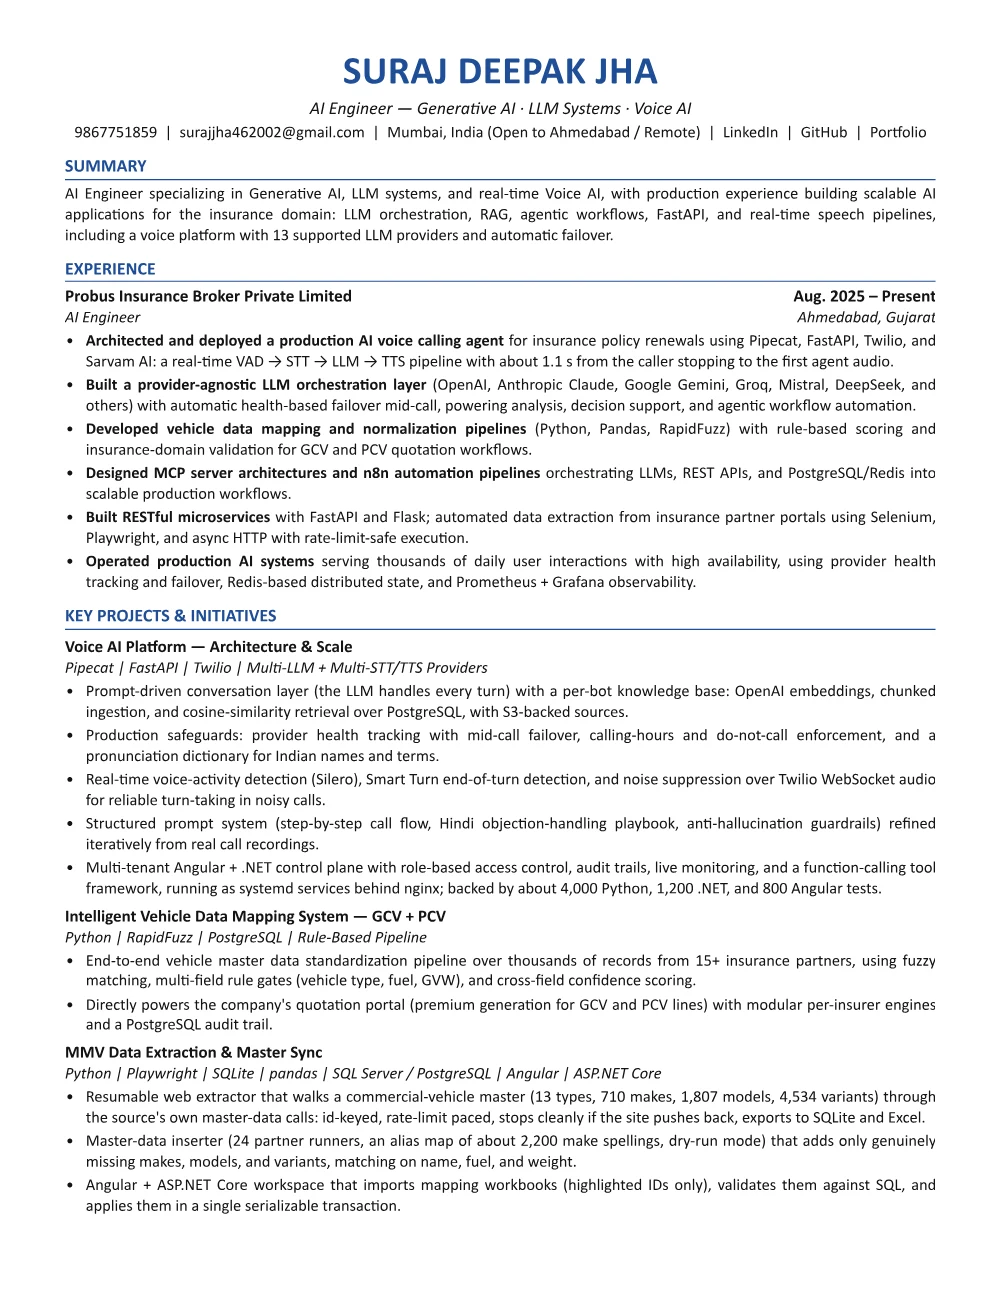 SURAJ DEEPAK JHA
AI Engineer — Generative AI · LLM Systems · Voice AI
9867751859 | surajjha462002@gmail.com | Mumbai, India (Open to Ahmedabad / Remote) | LinkedIn | GitHub | Portfolio
SUMMARY
AI Engineer specializing in Generative AI, LLM systems, and real-time Voice AI, with production experience building scalable AI
applications for the insurance domain: LLM orchestration, RAG, agentic workflows, FastAPI, and real-time speech pipelines,
including a voice platform with 13 supported LLM providers and automatic failover.
EXPERIENCE
Probus Insurance Broker Private Limited Aug. 2025 – Present
AI Engineer Ahmedabad, Gujarat
• Architected and deployed a production AI voice calling agent for insurance policy renewals using Pipecat, FastAPI, Twilio, and
Sarvam AI: a real-time VAD → STT → LLM → TTS pipeline with about 1.1 s from the caller stopping to the first agent audio.
• Built a provider-agnostic LLM orchestration layer (OpenAI, Anthropic Claude, Google Gemini, Groq, Mistral, DeepSeek, and
others) with automatic health-based failover mid-call, powering analysis, decision support, and agentic workflow automation.
• Developed vehicle data mapping and normalization pipelines (Python, Pandas, RapidFuzz) with rule-based scoring and
insurance-domain validation for GCV and PCV quotation workflows.
• Designed MCP server architectures and n8n automation pipelines orchestrating LLMs, REST APIs, and PostgreSQL/Redis into
scalable production workflows.
• Built RESTful microservices with FastAPI and Flask; automated data extraction from insurance partner portals using Selenium,
Playwright, and async HTTP with rate-limit-safe execution.
• Operated production AI systems serving thousands of daily user interactions with high availability, using provider health
tracking and failover, Redis-based distributed state, and Prometheus + Grafana observability.
KEY PROJECTS & INITIATIVES
Voice AI Platform — Architecture & Scale
Pipecat | FastAPI | Twilio | Multi-LLM + Multi-STT/TTS Providers
• Prompt-driven conversation layer (the LLM handles every turn) with a per-bot knowledge base: OpenAI embeddings, chunked
ingestion, and cosine-similarity retrieval over PostgreSQL, with S3-backed sources.
• Production safeguards: provider health tracking with mid-call failover, calling-hours and do-not-call enforcement, and a
pronunciation dictionary for Indian names and terms.
• Real-time voice-activity detection (Silero), Smart Turn end-of-turn detection, and noise suppression over Twilio WebSocket audio
for reliable turn-taking in noisy calls.
• Structured prompt system (step-by-step call flow, Hindi objection-handling playbook, anti-hallucination guardrails) refined
iteratively from real call recordings.
• Multi-tenant Angular + .NET control plane with role-based access control, audit trails, live monitoring, and a function-calling tool
framework, running as systemd services behind nginx; backed by about 4,000 Python, 1,200 .NET, and 800 Angular tests.
Intelligent Vehicle Data Mapping System — GCV + PCV
Python | RapidFuzz | PostgreSQL | Rule-Based Pipeline
• End-to-end vehicle master data standardization pipeline over thousands of records from 15+ insurance partners, using fuzzy
matching, multi-field rule gates (vehicle type, fuel, GVW), and cross-field confidence scoring.
• Directly powers the company's quotation portal (premium generation for GCV and PCV lines) with modular per-insurer engines
and a PostgreSQL audit trail.
MMV Data Extraction & Master Sync
Python | Playwright | SQLite | pandas | SQL Server / PostgreSQL | Angular | ASP.NET Core
• Resumable web extractor that walks a commercial-vehicle master (13 types, 710 makes, 1,807 models, 4,534 variants) through
the source's own master-data calls: id-keyed, rate-limit paced, stops cleanly if the site pushes back, exports to SQLite and Excel.
• Master-data inserter (24 partner runners, an alias map of about 2,200 make spellings, dry-run mode) that adds only genuinely
missing makes, models, and variants, matching on name, fuel, and weight.
• Angular + ASP.NET Core workspace that imports mapping workbooks (highlighted IDs only), validates them against SQL, and
applies them in a single serializable transaction.